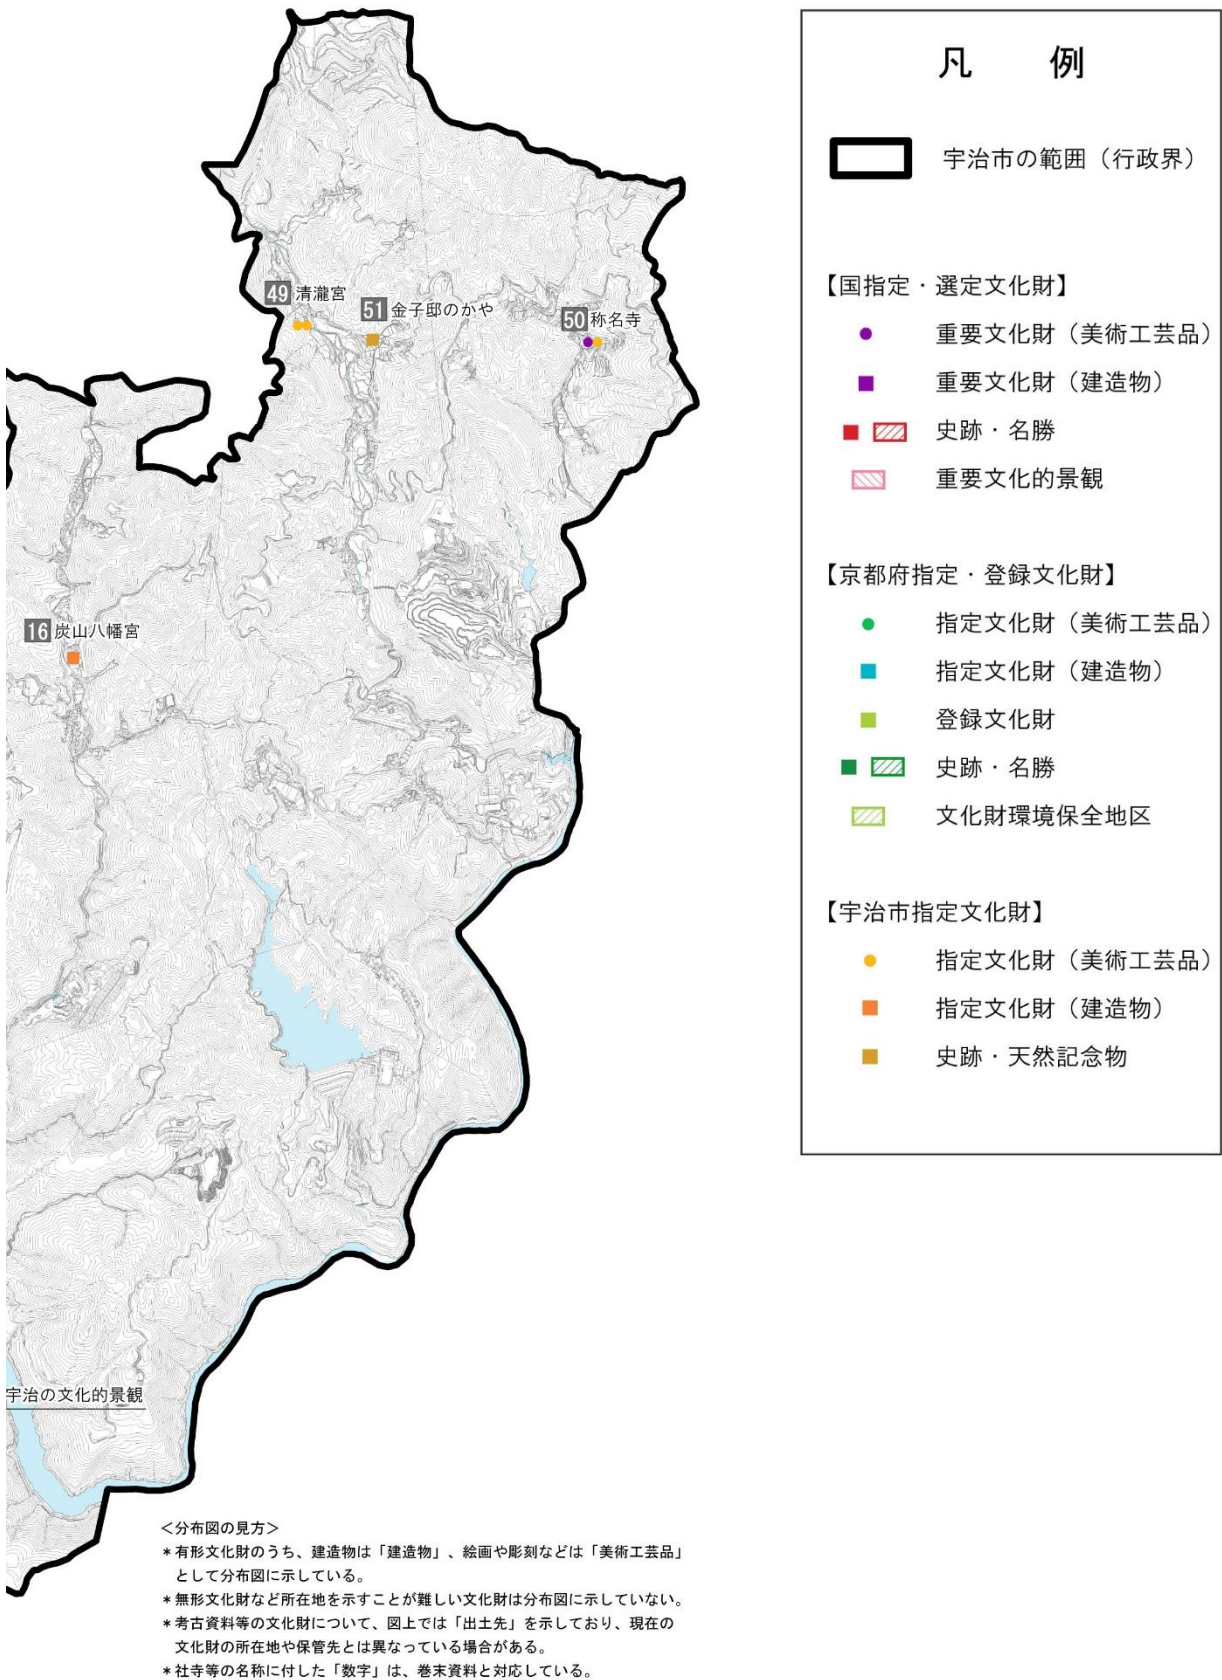 凡 例
宇治市の範囲（行政界）
【国指定・選定文化財】
重要文化財（美術工芸品）
重要文化財（建造物）
史跡・名勝
重要文化的景観
【京都府指定・登録文化財】
指定文化財（美術工芸品）
指定文化財（建造物）
登録文化財
史跡・名勝
文化財環境保全地区
【宇治市指定文化財】
指定文化財（美術工芸品）
指定文化財（建造物）
史跡・天然記念物
49 清瀧宮
51 金子邸のかや
50 称名寺
16 炭山八幡宮
宇治の文化的景観
＜分布図の見方＞
＊有形文化財のうち、建造物は「建造物」、絵画や彫刻などは「美術工芸品」
として分布図に示している。
＊無形文化財など所在地を示すことが難しい文化財は分布図に示していない。
＊考古資料等の文化財について、図上では「出土先」を示しており、現在の
文化財の所在地や保管先とは異なっている場合がある。
＊社寺等の名称に付した「数字」は、巻末資料と対応している。